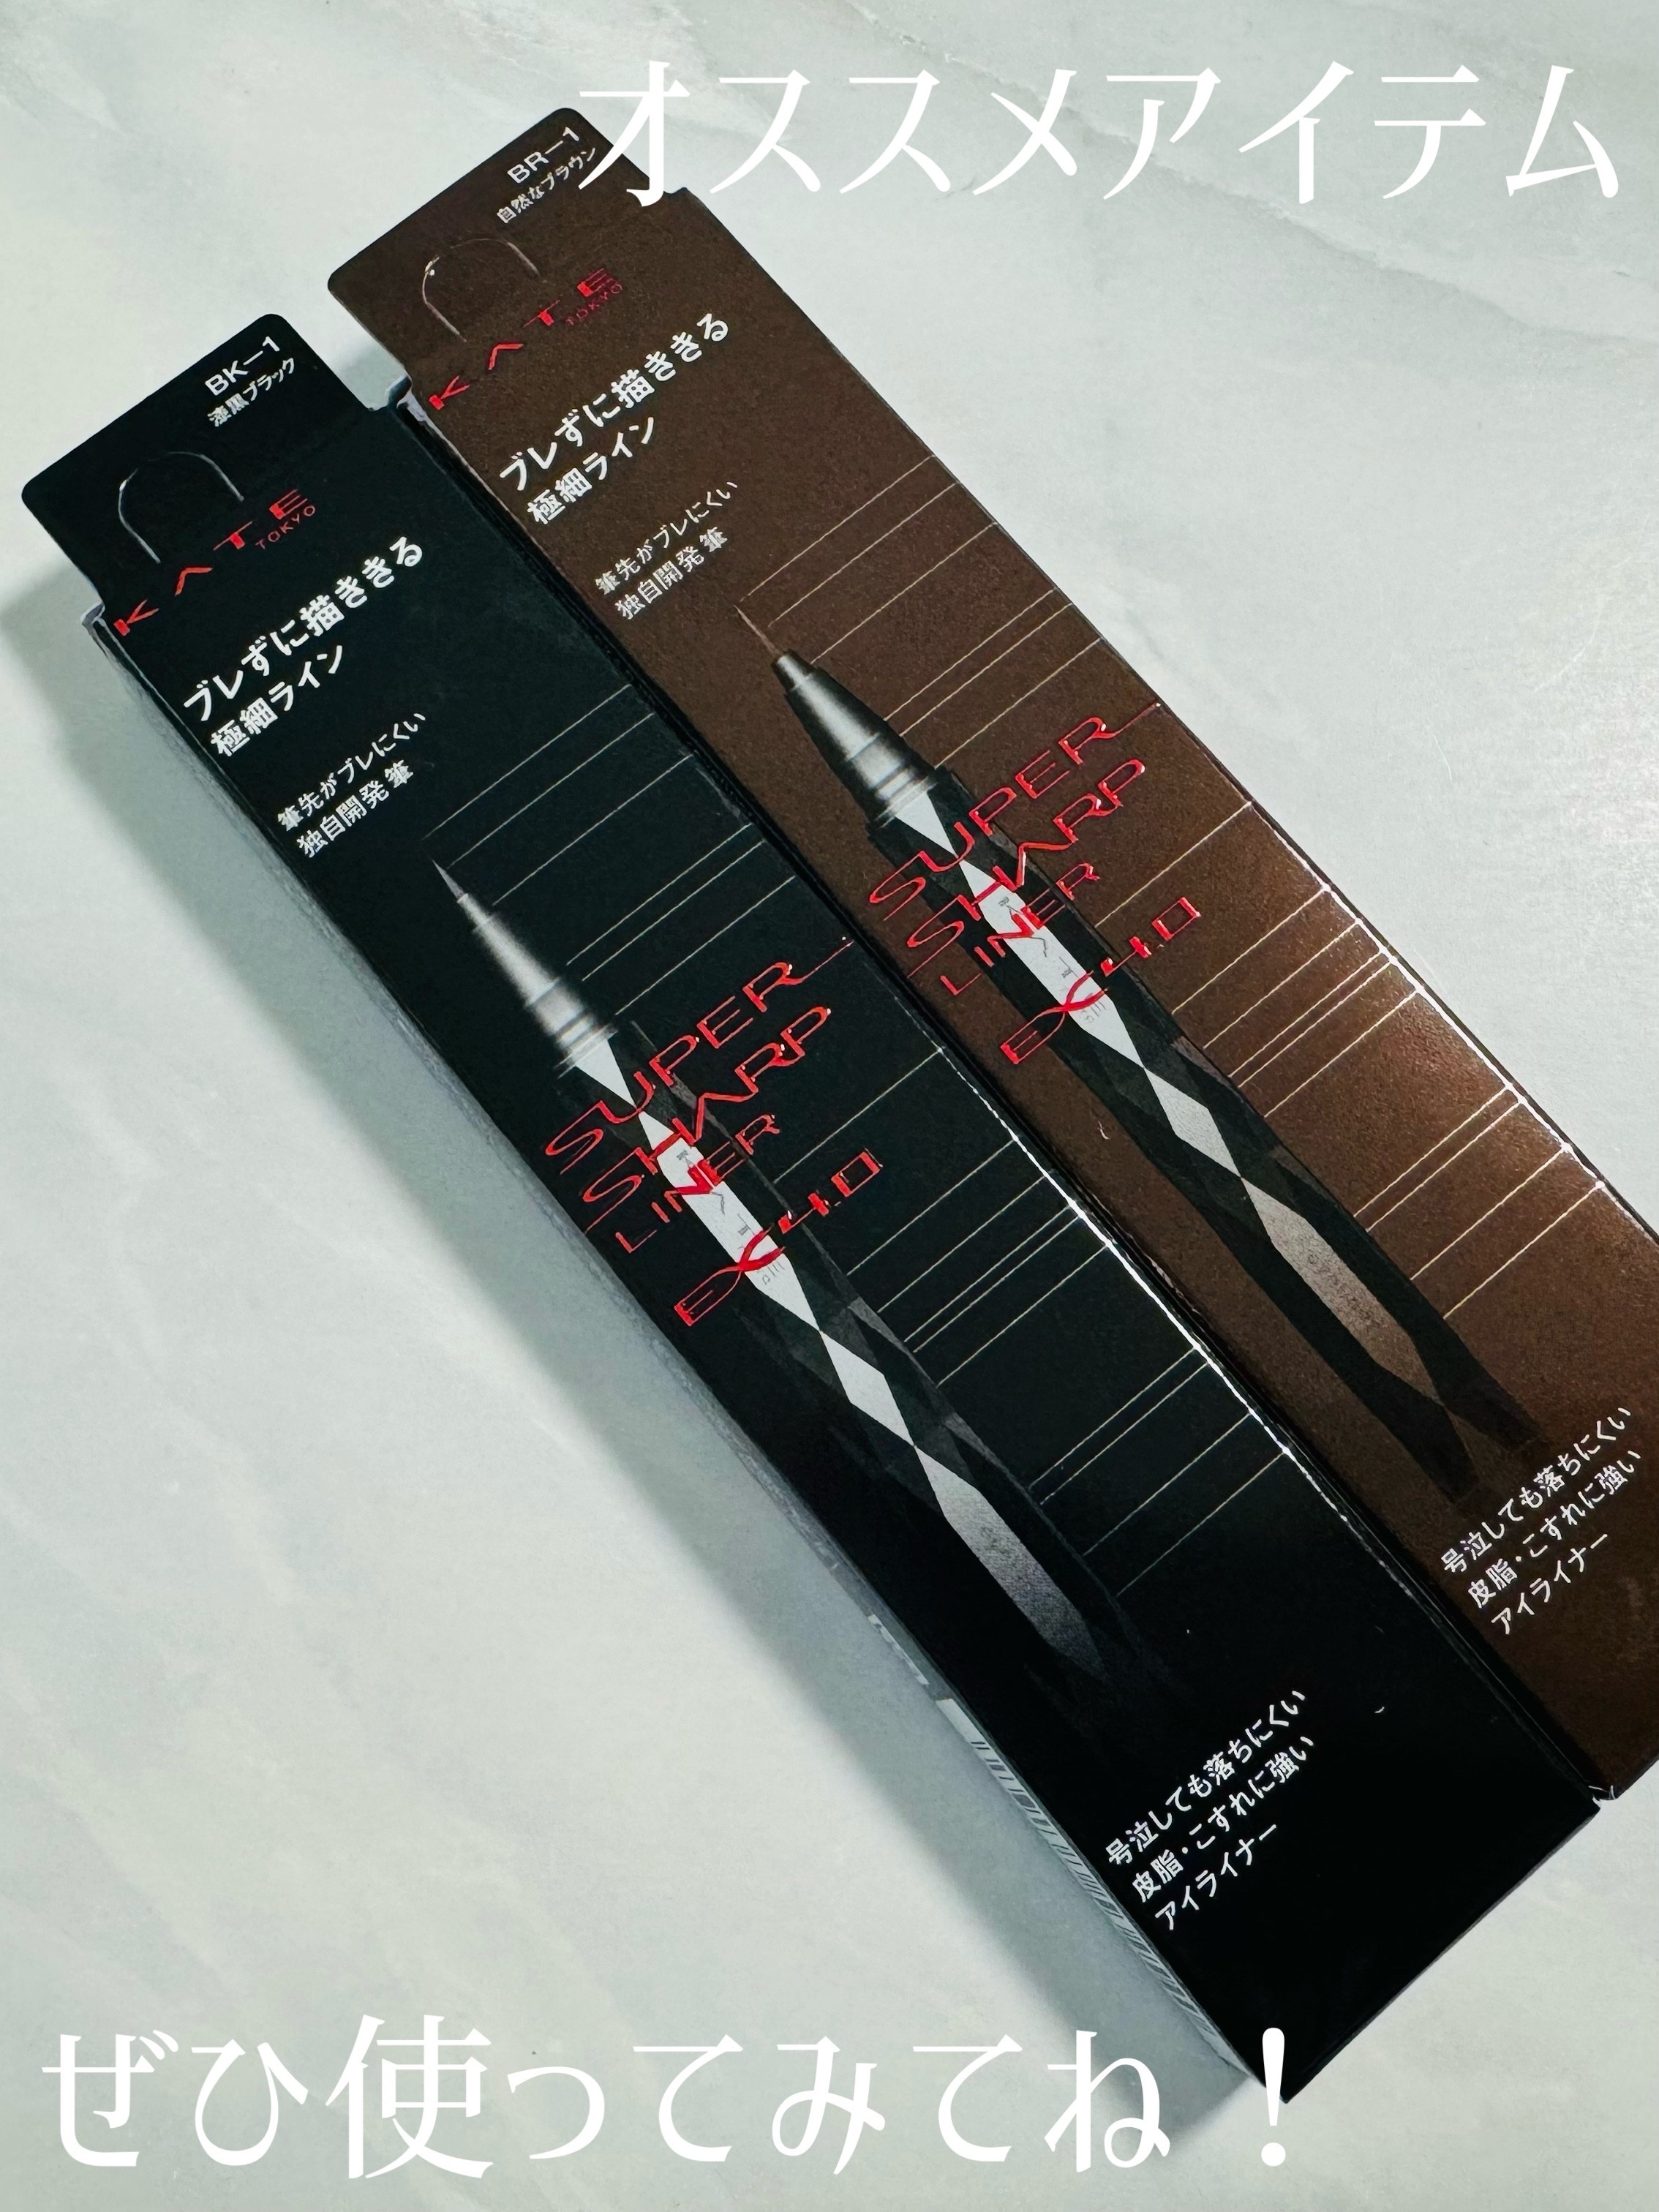 オススメアイテム
BR-1
自然なブラウン
KATE
TOKYO
ブレずに描ききる
極細ライン
筆先がブレにくい
独自開発 筆
SUPER
SHARP
LINER
EX4.0
号泣しても落ちにくい
皮脂・こすれに強い
アイライナー
BK-1
漆黒ブラック
KATE
TOKYO
ブレずに描ききる
極細ライン
筆先がブレにくい
独自開発 筆
SUPER
SHARP
LINER
EX4.0
号泣しても落ちにくい
皮脂・こすれに強い
アイライナー
ぜひ使ってみてね！